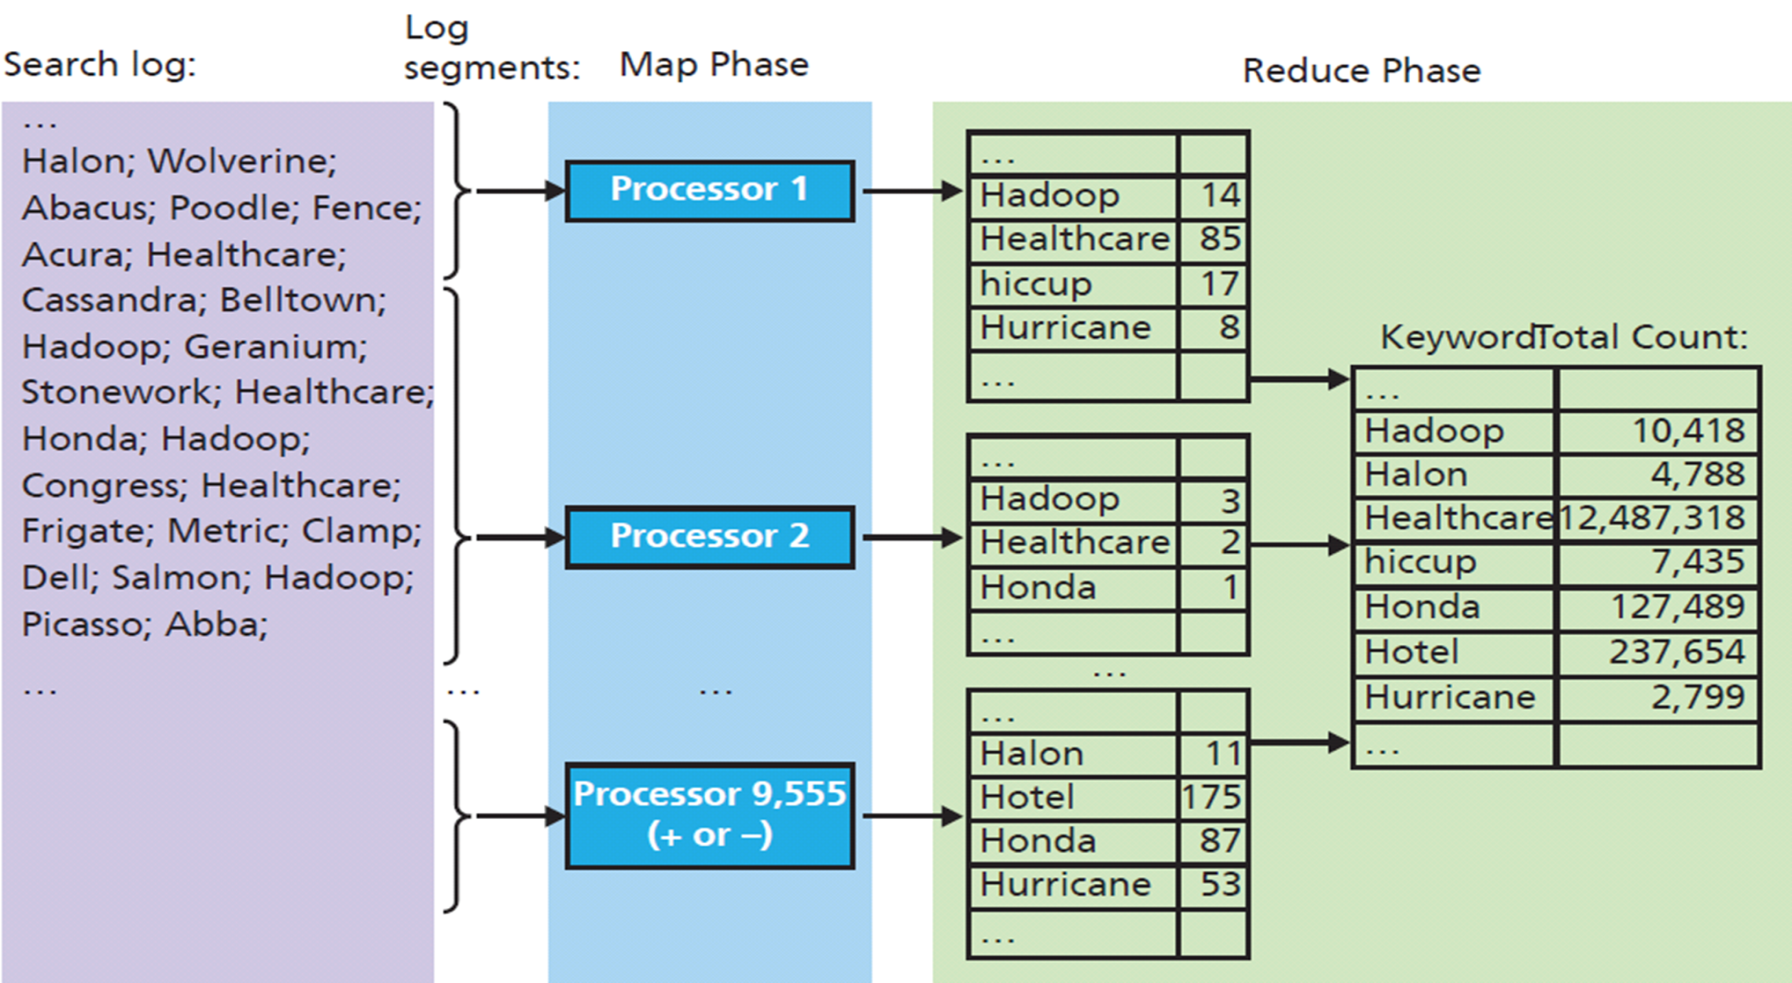 Search log:
Log
segments:
Map Phase
Reduce Phase
...
Halon; Wolverine;
Abacus; Poodle; Fence;
Acura; Healthcare;
Cassandra; Belltown;
Hadoop; Geranium;
Stonework; Healthcare;
Honda; Hadoop;
Congress; Healthcare;
Frigate; Metric; Clamp;
Dell; Salmon; Hadoop;
Picasso; Abba;
...
...
Processor 1
Processor 2
...
Processor 9,555
(+ or –)
...
Hadoop 14
Healthcare 85
hiccup 17
Hurricane 8
...
...
Hadoop 3
Healthcare 2
Honda 1
...
...
...
Halon 11
Hotel 175
Honda 87
Hurricane 53
...
Keyword Total Count:
...
Hadoop 10,418
Halon 4,788
Healthcare 12,487,318
hiccup 7,435
Honda 127,489
Hotel 237,654
Hurricane 2,799
...